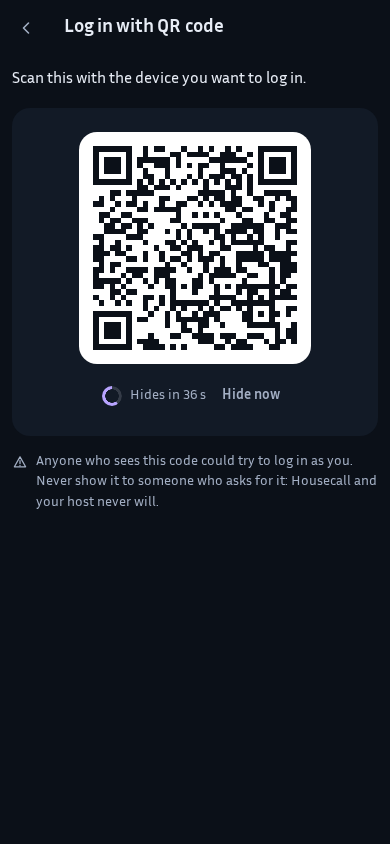 Log in with QR code
Scan this with the device you want to log in.
Hides in 36 s Hide now
Anyone who sees this code could try to log in as you.
Never show it to someone who asks for it: Housecall and
your host never will.